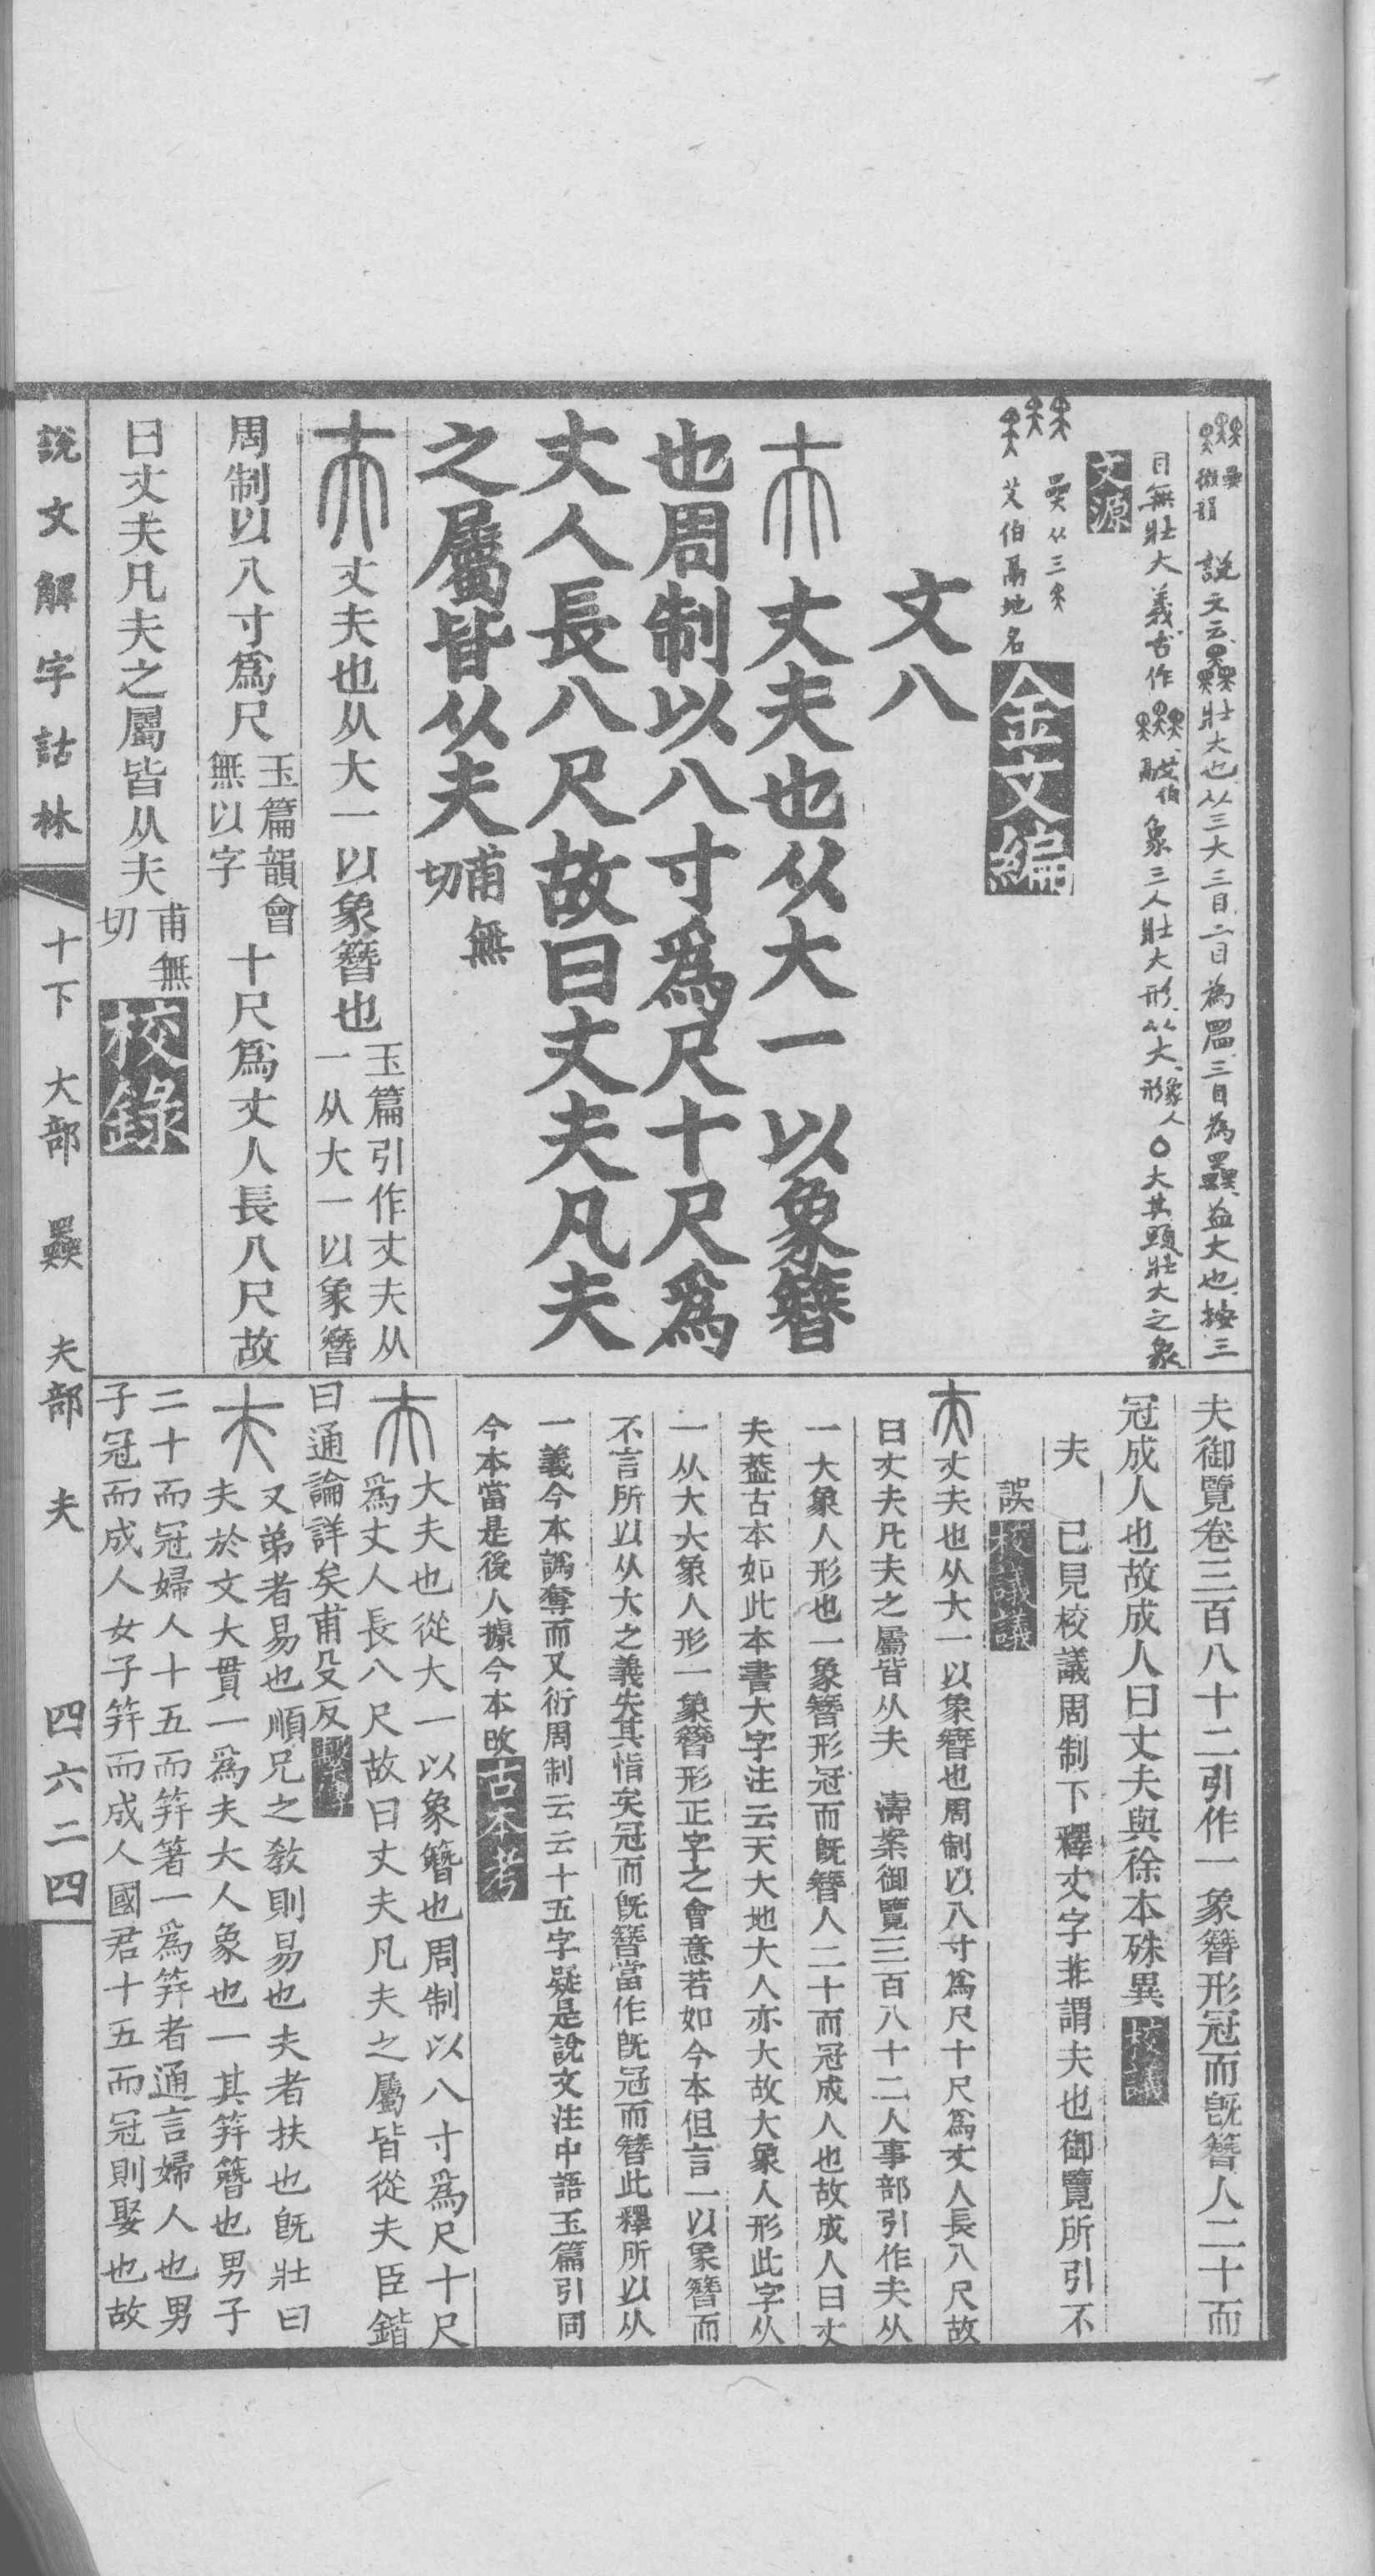 說文云𡚤壯大也从三大三目二目為𥃩三目為𡚤益大也按三
目無壯大義古作
象三人壯大形从大象人形○大其頭壯大之象
文源
从三
艾伯鬲地名
金文編
文八
丈夫也从大一以象簪
也周制以八寸爲尺十尺爲
丈人長八尺故曰丈夫凡夫
之屬皆从夫甫無切
丈夫也从大一以象簪也玉篇引作丈夫从一从大一以象簪
周制以八寸爲尺玉篇韻會無以字十尺爲丈人長八尺故
曰丈夫凡夫之屬皆从夫甫無切校錄
夫御覽卷三百八十二引作一象簪形冠而旣簪人二十而
冠成人也故成人曰丈夫與徐本殊異校議
夫 已見校議周制下釋丈字非謂夫也御覽所引不
誤校議議
丈夫也从大一以象簪也周制以八寸爲尺十尺爲丈人長八尺故
曰丈夫凡夫之屬皆从夫 濤案御覽三百八十二人事部引作夫从
一大象人形也一象簪形冠而旣簪人二十而冠成人也故成人曰丈
夫葢古本如此本書大字注云天大地大人亦大故大象人形此字从
一从大大象人形一象簪形正字之會意若如今本但言一以象簪而
不言所以从大之義失其恉矣冠而旣簪當作旣冠而簪此釋所以从
一義今本譌奪而又衍周制云云十五字疑是說文注中語玉篇引同
今本當是後人據今本改古本考
大夫也從大一以象簪也周制以八寸爲尺十尺
爲丈人長八尺故曰丈夫凡夫之屬皆從夫臣鍇
曰通論詳矣甫殳反繫傳
又弟者易也順兄之敎則易也夫者扶也旣壯曰
夫於文大貫一爲夫大人象也一其笄簪也男子
二十而冠婦人十五而笄箸一爲笄者通言婦人也男
子冠而成人女子笄而成人國君十五而冠則娶也故
說文解字詁林 十下 大部 𡚤 夫部 夫 四六二四